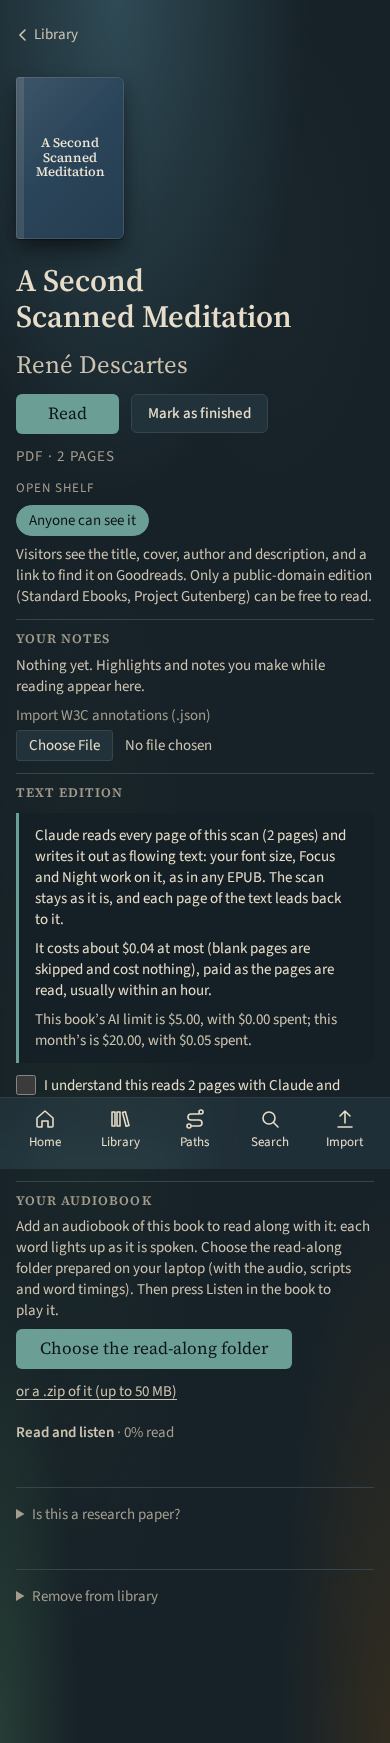 Library
A Second
Scanned
Meditation
A Second
Scanned Meditation
René Descartes
Read
Mark as finished
PDF · 2 PAGES
OPEN SHELF
Anyone can see it
Visitors see the title, cover, author and description, and a
link to find it on Goodreads. Only a public-domain edition
(Standard Ebooks, Project Gutenberg) can be free to read.
YOUR NOTES
Nothing yet. Highlights and notes you make while
reading appear here.
Import W3C annotations (.json)
Choose File
No file chosen
TEXT EDITION
Claude reads every page of this scan (2 pages) and
writes it out as flowing text: your font size, Focus
and Night work on it, as in any EPUB. The scan
stays as it is, and each page of the text leads back
to it.
It costs about $0.04 at most (blank pages are
skipped and cost nothing), paid as the pages are
read, usually within an hour.
This book’s AI limit is $5.00, with $0.00 spent; this
month’s is $20.00, with $0.05 spent.
I understand this reads 2 pages with Claude and
Home
Library
Paths
Search
Import
YOUR AUDIOBOOK
Add an audiobook of this book to read along with it: each
word lights up as it is spoken. Choose the read-along
folder prepared on your laptop (with the audio, scripts
and word timings). Then press Listen in the book to
play it.
Choose the read-along folder
or a .zip of it (up to 50 MB)
Read and listen · 0% read
Is this a research paper?
Remove from library